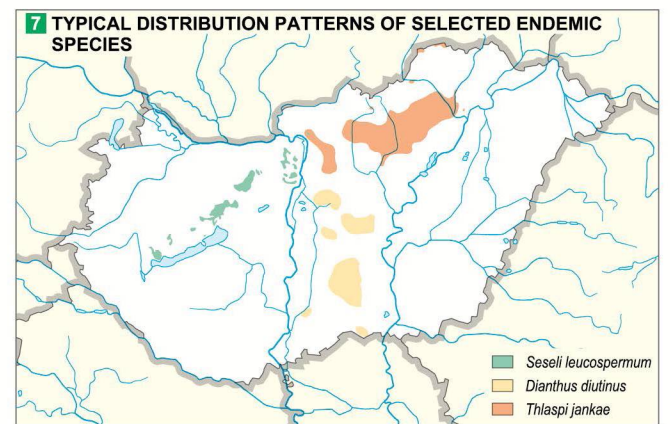 7 TYPICAL DISTRIBUTION PATTERNS OF SELECTED ENDEMIC
SPECIES
Seseli leucospermum
Dianthus diutinus
Thlaspi jankae